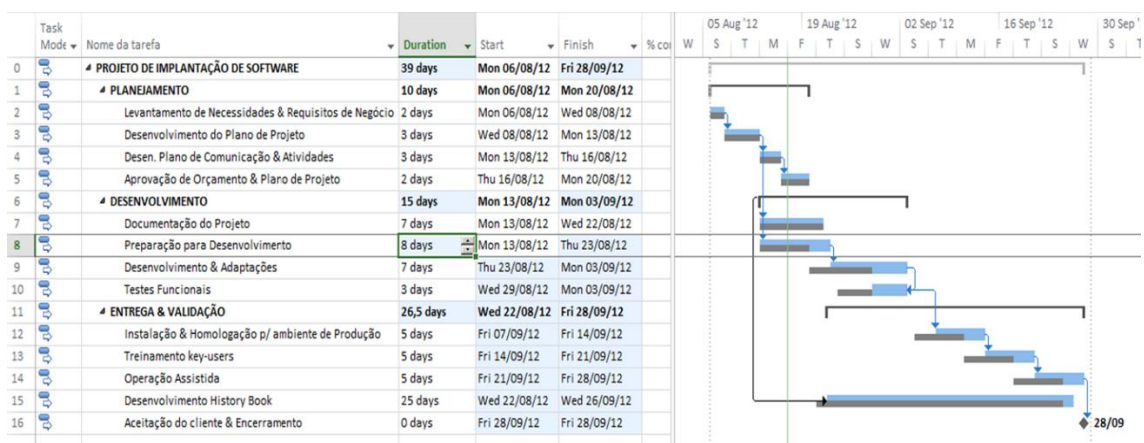 Task Mode Nome da tarefa Duration Start Finish % co
05 Aug '12 19 Aug '12 02 Sep '12 16 Sep '12 30 Sep '
W S T M F T S W S T M F T S W S T
0 PROJETO DE IMPLANTAÇÃO DE SOFTWARE 39 days Mon 06/08/12 Fri 28/09/12
1 PLANEJAMENTO 10 days Mon 06/08/12 Mon 20/08/12
2 Levantamento de Necessidades & Requisitos de Negócio 2 days Mon 06/08/12 Wed 08/08/12
3 Desenvolvimento do Plano de Projeto 3 days Wed 08/08/12 Mon 13/08/12
4 Desen. Plano de Comunicação & Atividades 3 days Mon 13/08/12 Thu 16/08/12
5 Aprovação de Orçamento & Plano de Projeto 2 days Thu 16/08/12 Mon 20/08/12
6 DESENVOLVIMENTO 15 days Mon 13/08/12 Mon 03/09/12
7 Documentação do Projeto 7 days Mon 13/08/12 Wed 22/08/12
8 Preparação para Desenvolvimento 8 days Mon 13/08/12 Thu 23/08/12
9 Desenvolvimento & Adaptações 7 days Thu 23/08/12 Mon 03/09/12
10 Testes Funcionais 3 days Wed 29/08/12 Mon 03/09/12
11 ENTREGA & VALIDAÇÃO 26,5 days Wed 22/08/12 Fri 28/09/12
12 Instalação & Homologação p/ ambiente de Produção 5 days Fri 07/09/12 Fri 14/09/12
13 Treinamento key-users 5 days Fri 14/09/12 Fri 21/09/12
14 Operação Assistida 5 days Fri 21/09/12 Fri 28/09/12
15 Desenvolvimento History Book 25 days Wed 22/08/12 Wed 26/09/12
16 Aceitação do cliente & Encerramento 0 days Fri 28/09/12 Fri 28/09/12 28/09